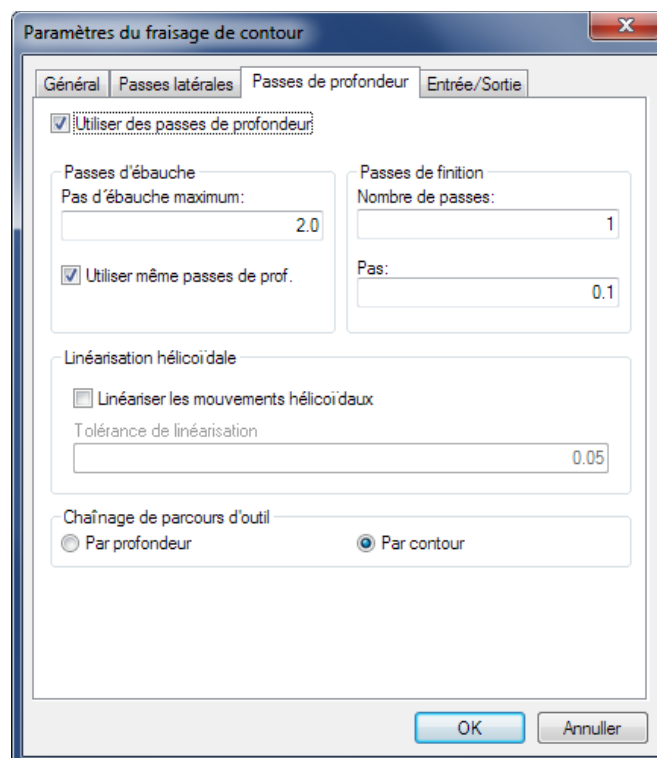 Paramètres du fraisage de contour
Général Passes latérales Passes de profondeur Entrée/Sortie
Utiliser des passes de profondeur
Passes d'ébauche
Pas d´ébauche maximum:
2.0
Utiliser même passes de prof.
Passes de finition
Nombre de passes:
1
Pas:
0.1
Linéarisation hélicoïdale
Linéariser les mouvements hélicoïdaux
Tolérance de linéarisation
0.05
Chaînage de parcours d'outil
Par profondeur Par contour
OK Annuller